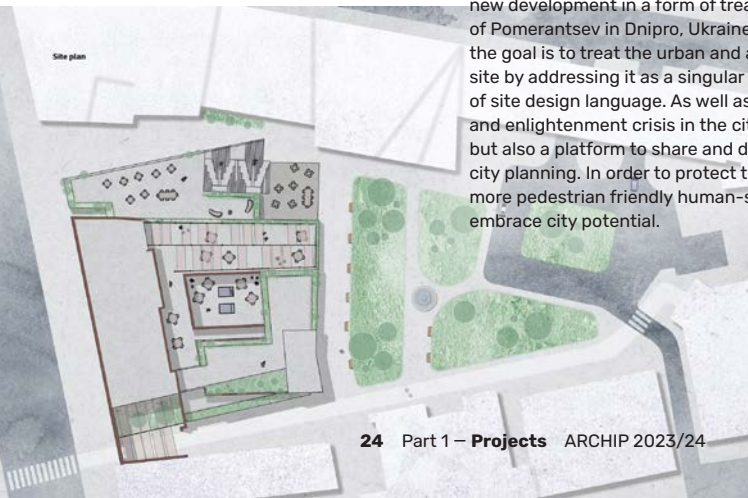 new development in a form of trea
of Pomerantsev in Dnipro, Ukraine
the goal is to treat the urban and a
Site plan
site by addressing it as a singular
of site design language. As well as
and enlightenment crisis in the cit
but also a platform to share and d
city planning. In order to protect t
more pedestrian friendly human-s
embrace city potential.
24 Part 1 — Projects ARCHIP 2023/24